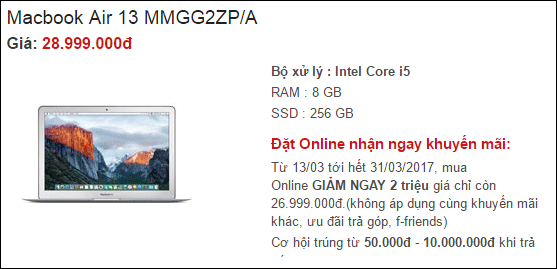 Macbook Air 13 MMGG2ZP/A
Giá: 28.999.000đ
Bộ xử lý : Intel Core i5
RAM : 8 GB
SSD : 256 GB
Đặt Online nhận ngay khuyến mãi:
Từ 13/03 tới hết 31/03/2017, mua
Online GIẢM NGAY 2 triệu giá chỉ còn
26.999.000đ.(không áp dụng cùng khuyến mãi
khác, ưu đãi trả góp, f-friends)
Cơ hội trúng từ 50.000đ - 10.000.000đ khi trả